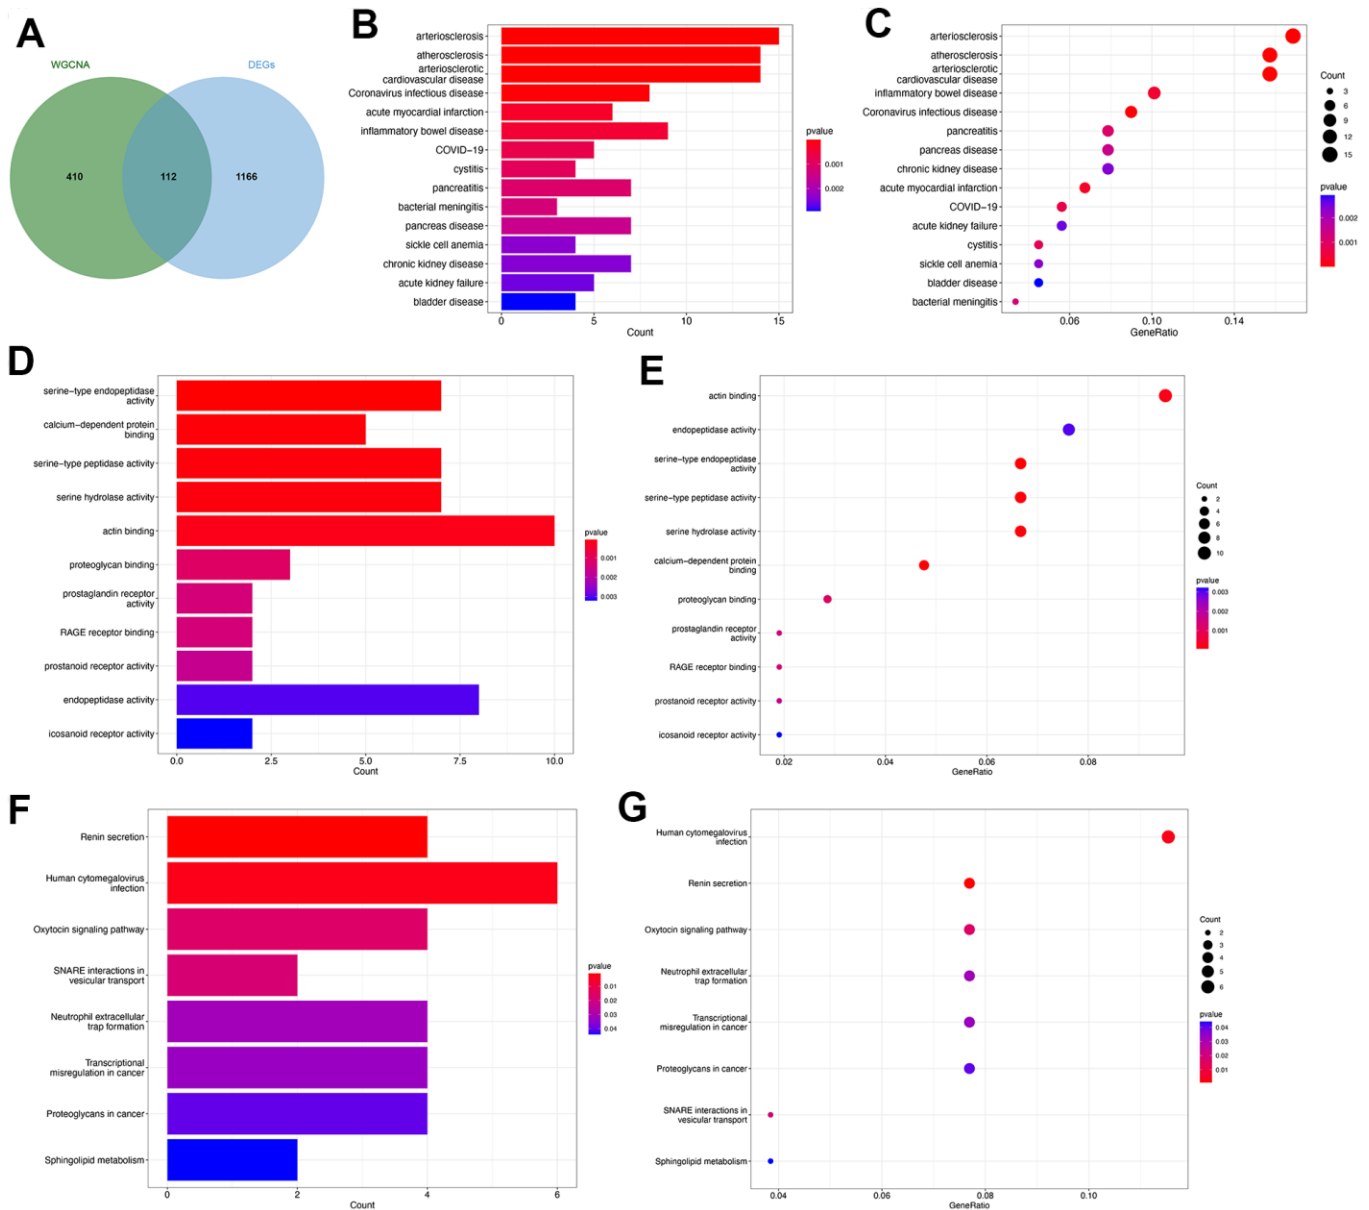 A
WGCNA
DEGs
410
112
1166
B
arteriosclerosis
atherosclerosis
arteriosclerotic
cardiovascular disease
Coronavirus infectious disease
acute myocardial infarction
inflammatory bowel disease
COVID−19
cystitis
pancreatitis
bacterial meningitis
pancreas disease
sickle cell anemia
chronic kidney disease
acute kidney failure
bladder disease
0
5
10
15
Count
pvalue
0.001
0.002
C
arteriosclerosis
atherosclerosis
arteriosclerotic
cardiovascular disease
inflammatory bowel disease
Coronavirus infectious disease
pancreatitis
pancreas disease
chronic kidney disease
acute myocardial infarction
COVID−19
acute kidney failure
cystitis
sickle cell anemia
bladder disease
bacterial meningitis
0.06
0.10
0.14
GeneRatio
Count
3
6
9
12
15
pvalue
0.002
0.001
D
serine−type endopeptidase
activity
calcium−dependent protein
binding
serine−type peptidase activity
serine hydrolase activity
actin binding
proteoglycan binding
prostaglandin receptor
activity
RAGE receptor binding
prostanoid receptor activity
endopeptidase activity
icosanoid receptor activity
0.0
2.5
5.0
7.5
10.0
Count
pvalue
0.001
0.002
0.003
E
actin binding
endopeptidase activity
serine−type endopeptidase
activity
serine−type peptidase activity
serine hydrolase activity
calcium−dependent protein
binding
proteoglycan binding
prostaglandin receptor
activity
RAGE receptor binding
prostanoid receptor activity
icosanoid receptor activity
0.02
0.04
0.06
0.08
GeneRatio
Count
2
4
6
8
10
pvalue
0.003
0.002
0.001
F
Renin secretion
Human cytomegalovirus
infection
Oxytocin signaling pathway
SNARE interactions in
vesicular transport
Neutrophil extracellular
trap formation
Transcriptional
misregulation in cancer
Proteoglycans in cancer
Sphingolipid metabolism
0
2
4
6
Count
pvalue
0.01
0.02
0.03
0.04
G
Human cytomegalovirus
infection
Renin secretion
Oxytocin signaling pathway
Neutrophil extracellular
trap formation
Transcriptional
misregulation in cancer
Proteoglycans in cancer
SNARE interactions in
vesicular transport
Sphingolipid metabolism
0.04
0.06
0.08
0.10
GeneRatio
Count
2
3
4
5
6
pvalue
0.04
0.03
0.02
0.01